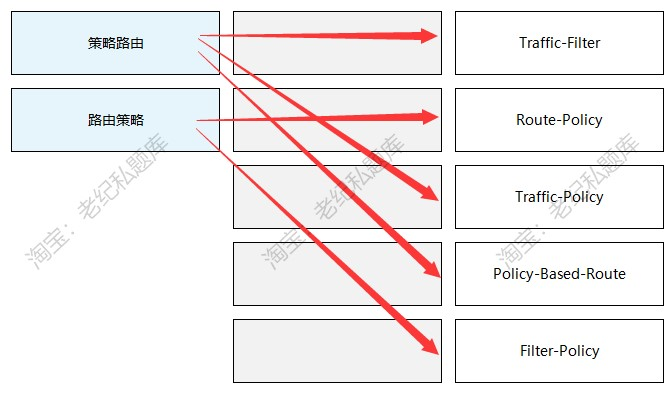 策略路由
Traffic-Filter
路由策略
Route-Policy
Traffic-Policy
Policy-Based-Route
Filter-Policy
淘宝：老纪私题库
淘宝：老纪私题库
淘宝：老纪私题库